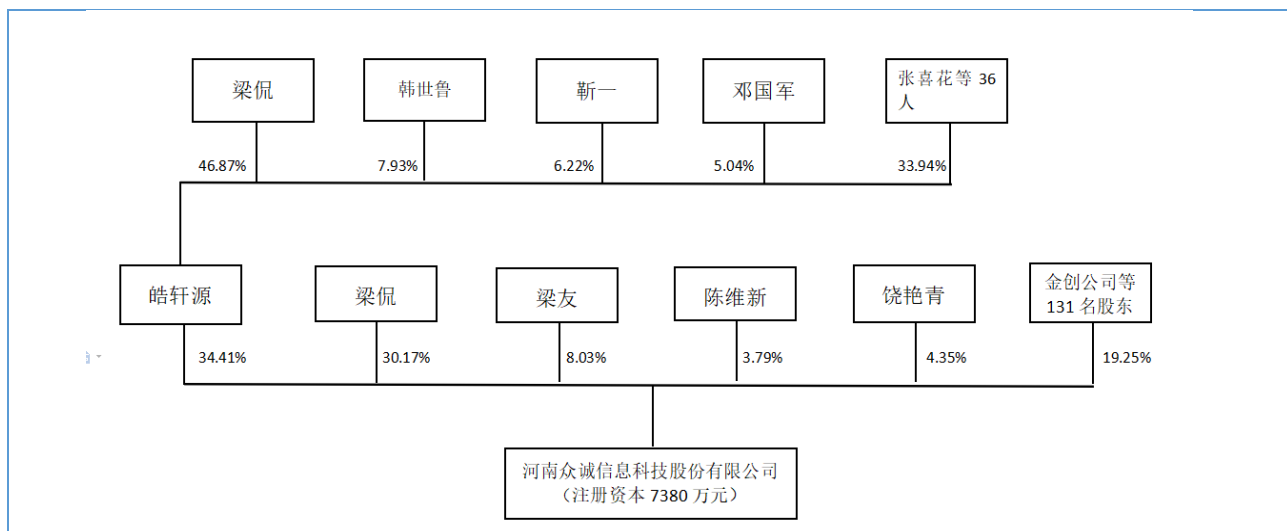 梁侃
韩世鲁
靳一
邓国军
张喜花等 36
人
46.87%
7.93%
6.22%
5.04%
33.94%
皓轩源
梁侃
梁友
陈维新
饶艳青
金创公司等
131 名股东
34.41%
30.17%
8.03%
3.79%
4.35%
19.25%
河南众诚信息科技股份有限公司
（注册资本 7380 万元）